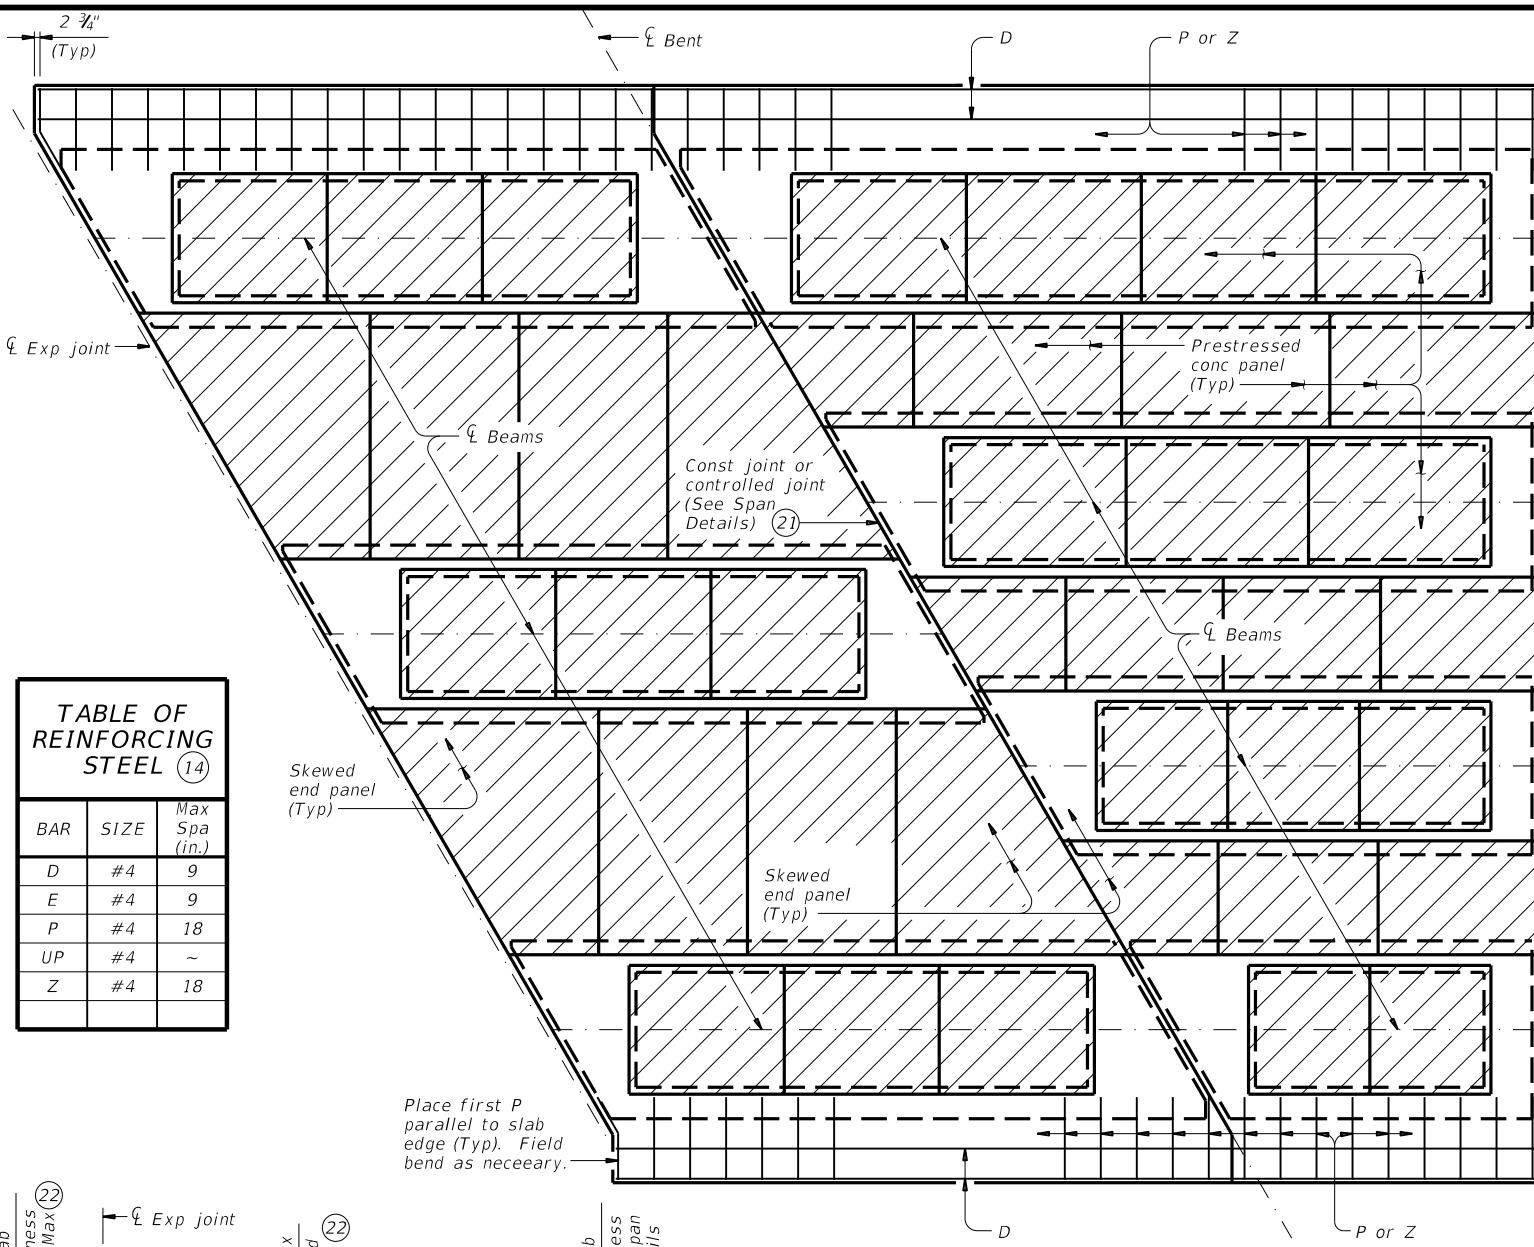 2 ¾"
(Typ)
℄ Bent
D
P or Z
℄ Exp joint
℄ Beams
Prestressed
conc panel
(Typ)
Const joint or
controlled joint
(See Span
Details) 21
℄ Beams
TABLE OF
REINFORCING
STEEL 14
BAR SIZE Max Spa (in.)
D #4 9
E #4 9
P #4 18
UP #4 ~
Z #4 18
Skewed
end panel
(Typ)
Skewed
end panel
(Typ)
Place first P
parallel to slab
edge (Typ). Field
bend as neceeary.
22
ness
Max
℄ Exp joint
22
D
P or Z